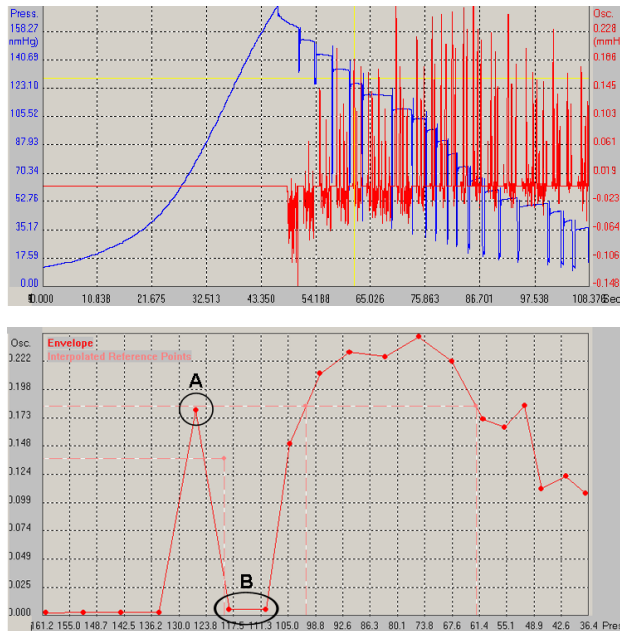 Press. Osc.
158.27 0.228
nmHg) (mmH
140.69 0.186
123.10 0.145
105.52 0.103
87.93 0.061
70.34 0.019
52.76 -0.023
35.17 -0.064
17.59 -0.106
0.00 -0.148
0.000 10.838 21.675 32.513 43.350 54.188 65.026 75.863 86.701 97.538 108.376 Sec
Osc. Envelope
0.222 Interpolated Reference Points
0.198 A
0.173
0.148
0.124
0.099
0.074
0.049
0.025 B
0.000
161.2 155.0 148.7 142.5 136.2 130.0 123.8 117.5 111.3 105.0 98.8 92.6 86.3 80.1 73.8 67.6 61.4 55.1 48.9 42.6 36.4 Pres